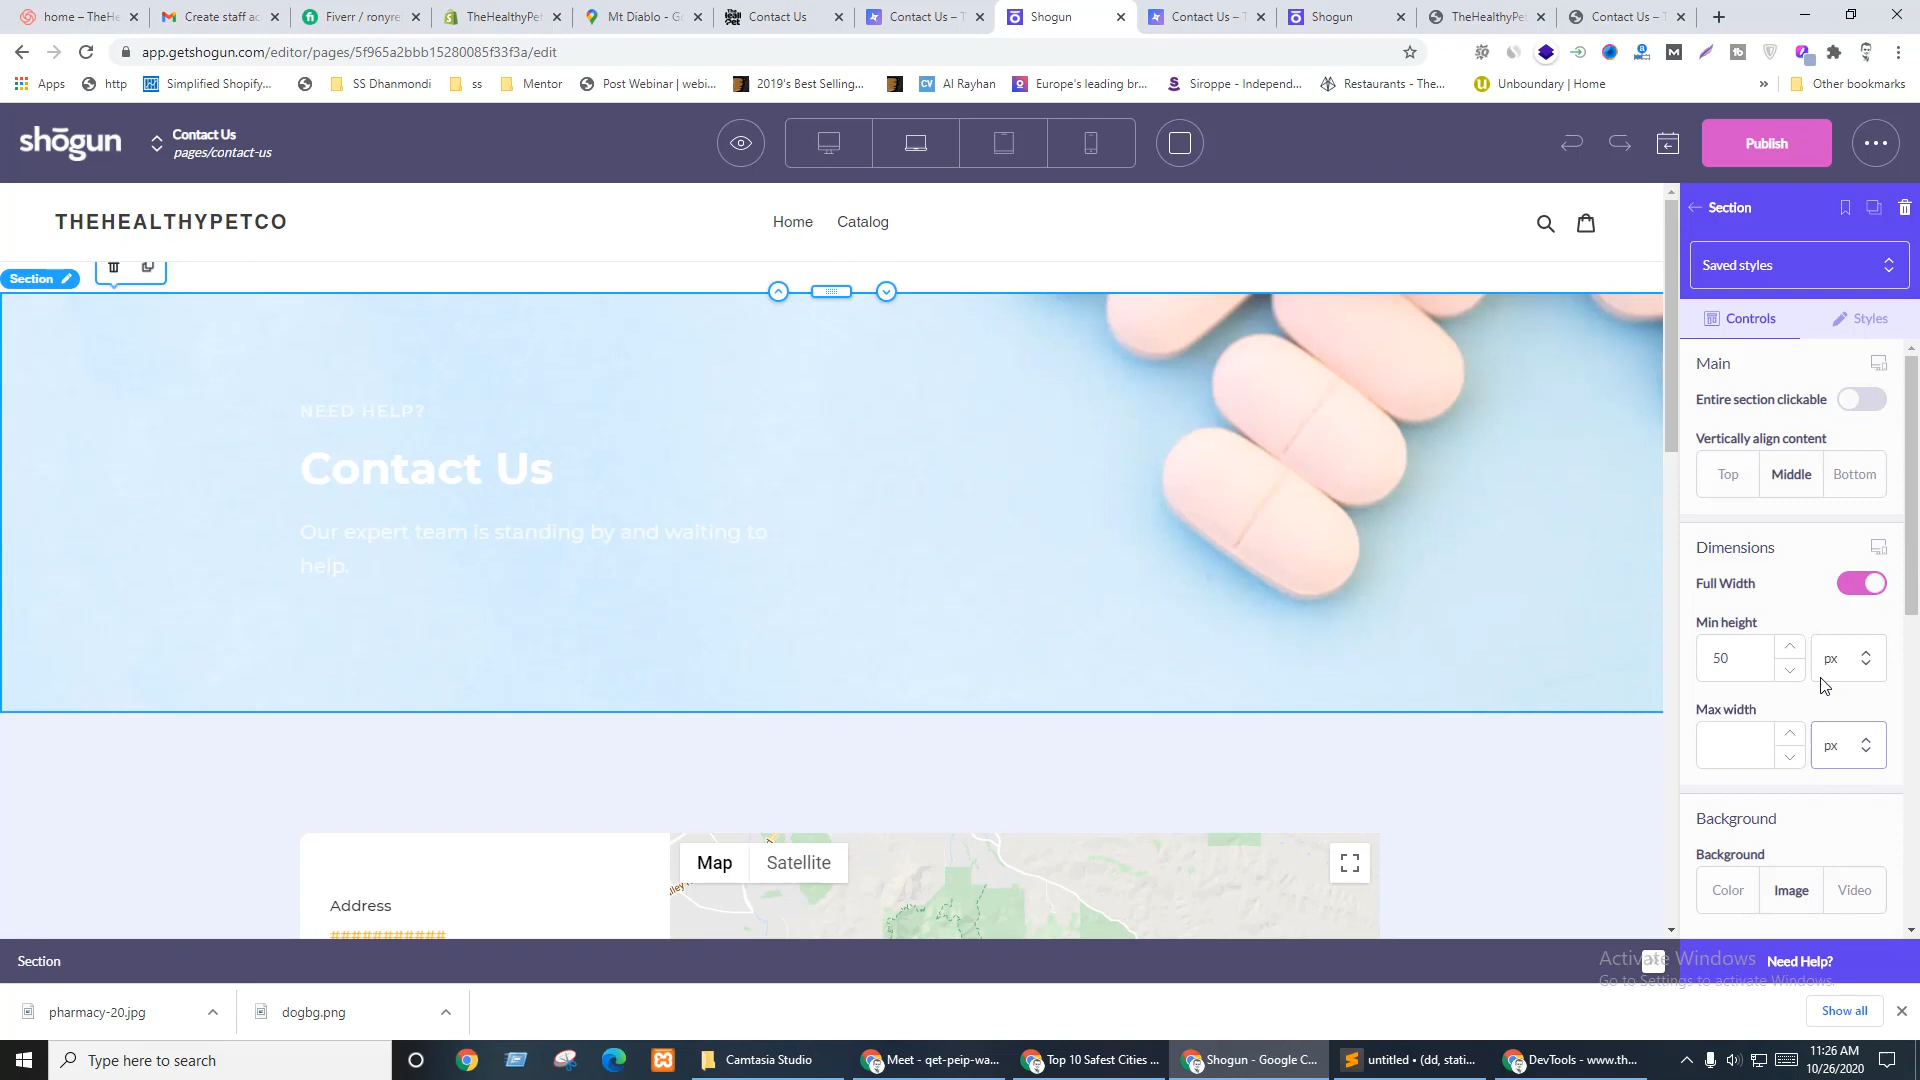 home – TheHe
Create staff ac
Fiverr / ronyre
TheHealthyPet
Mt Diablo - Go
Contact Us
Contact Us – T
Shogun
Contact Us – T
Shogun
TheHealthyPet
Contact Us – T
app.getshogun.com/editor/pages/5f965a2bbb15280085f33f3a/edit
Apps
http
Simplified Shopify...
SS Dhanmondi
ss
Mentor
Post Webinar | webi...
2019's Best Selling...
CV
Al Rayhan
Europe's leading br...
Siroppe - Independ...
Restaurants - The...
Unboundary | Home
»
Other bookmarks
shōgun
Contact Us
pages/contact-us
Publish
THEHEALTHYPETCO
Home
Catalog
Section
NEED HELP?
Contact Us
Our expert team is standing by and waiting to
help.
Map
Satellite
Address
###########
Section
Saved styles
Controls
Styles
Main
Entire section clickable
Vertically align content
Top
Middle
Bottom
Dimensions
Full Width
Min height
50
px
Max width
px
Background
Background
Color
Image
Video
Section
Activate Windows
Go to Settings to activate Windows.
Need Help?
pharmacy-20.jpg
dogbg.png
Show all
Type here to search
Camtasia Studio
Meet - qet-peip-wa...
Top 10 Safest Cities ...
Shogun - Google C...
untitled • (dd, stati...
DevTools - www.th...
11:26 AM
10/26/2020